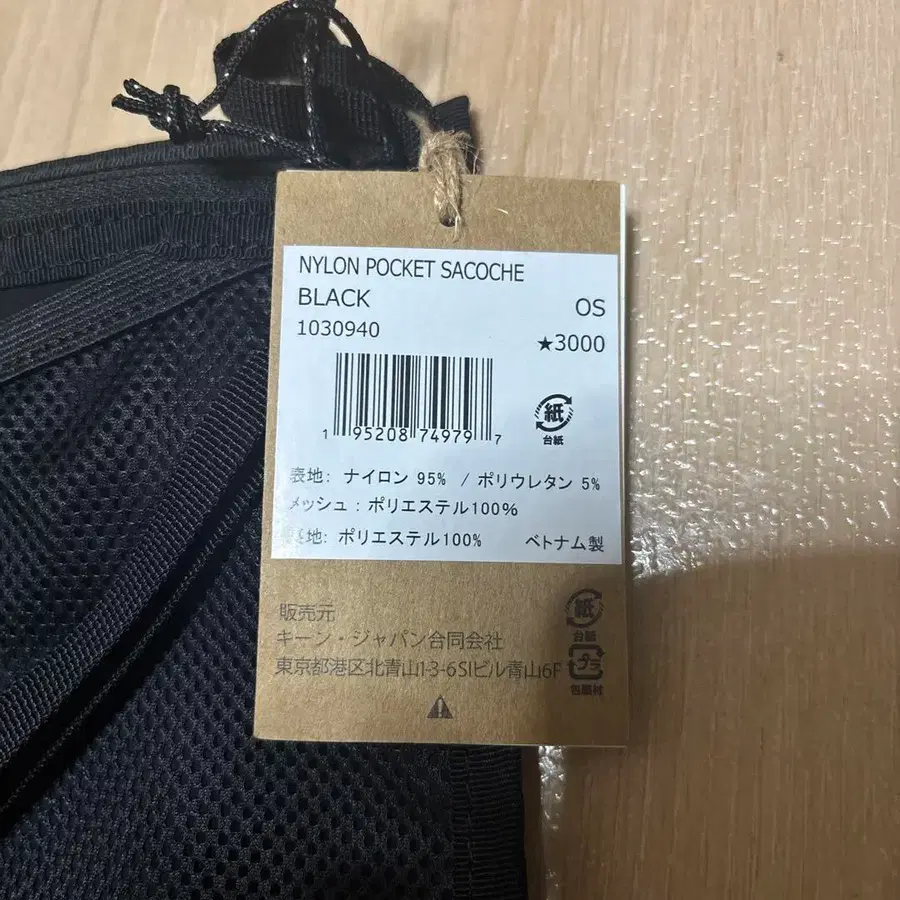 NYLON POCKET SACOCHE
BLACK OS
1030940 ★3000
紙
台紙
1 95208 74979 7
表地: ナイロン 95% / ポリウレタン 5%
メッシュ : ポリエステル100%
地: ポリエステル100% ベトナム製
販売元
キーン・ジャパン合同会社
東京都港区北青山1-3-6SIビル青山6F
紙
台紙
プラ